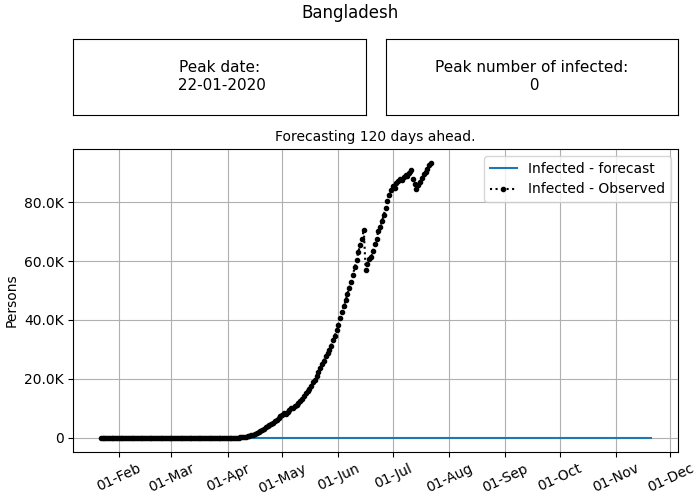 Bangladesh
Peak date:
22-01-2020
Peak number of infected:
0
Forecasting 120 days ahead.
Infected - forecast
Infected - Observed
Persons
80.0K
60.0K
40.0K
20.0K
0
01-Feb
01-Mar
01-Apr
01-May
01-Jun
01-Jul
01-Aug
01-Sep
01-Oct
01-Nov
01-Dec